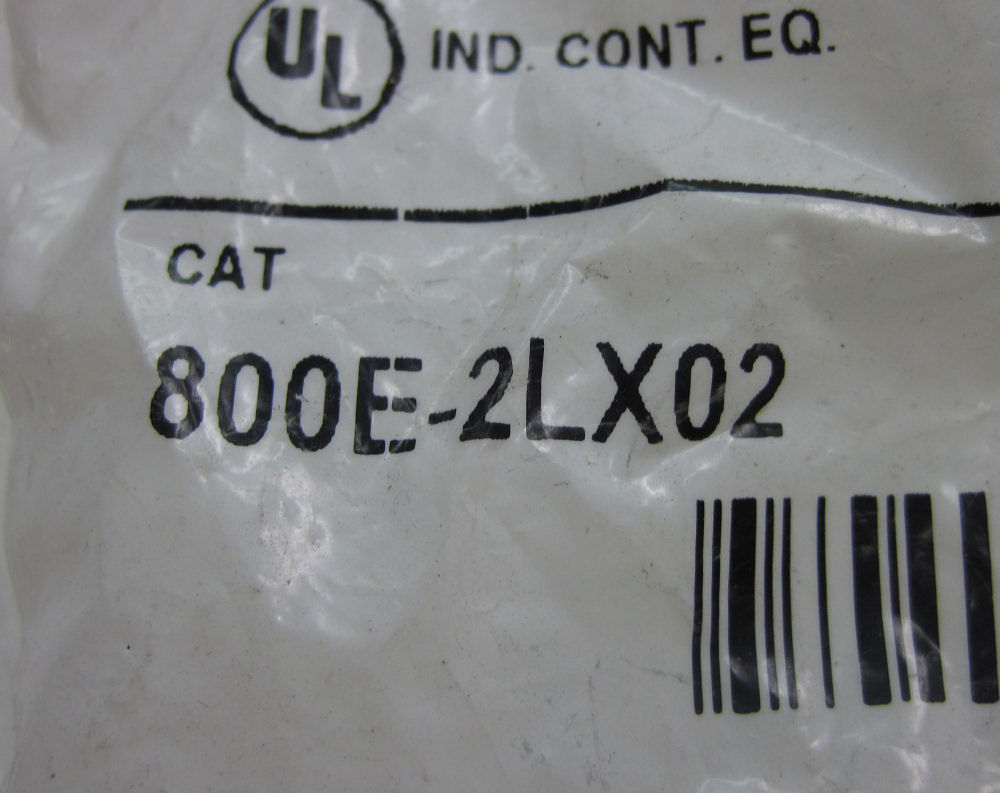 UL IND. CONT. EQ.
CAT
800E-2LX02